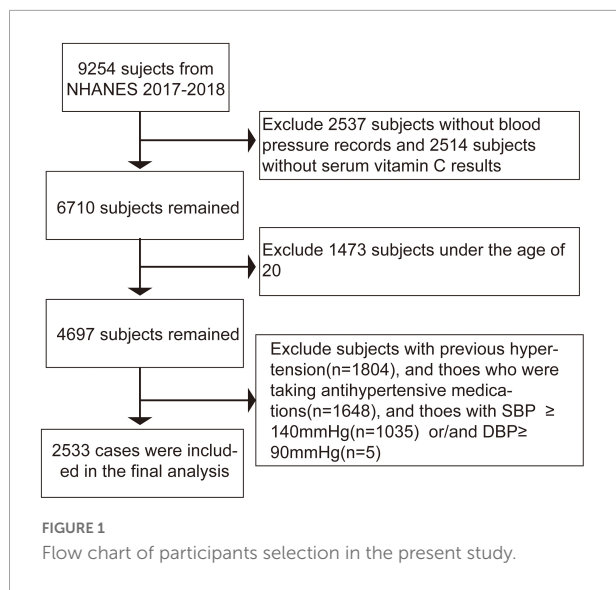 9254 sujects from
NHANES 2017-2018
Exclude 2537 subjects without blood
pressure records and 2514 subjects
without serum vitamin C results
6710 subjects remained
Exclude 1473 subjects under the age of
20
4697 subjects remained
Exclude subjects with previous hyper-
tension(n=1804), and thoes who were
taking antihypertensive medica-
tions(n=1648), and thoes with SBP ≥
140mmHg(n=1035) or/and DBP≥
90mmHg(n=5)
2533 cases were includ-
ed in the final analysis
FIGURE 1
Flow chart of participants selection in the present study.